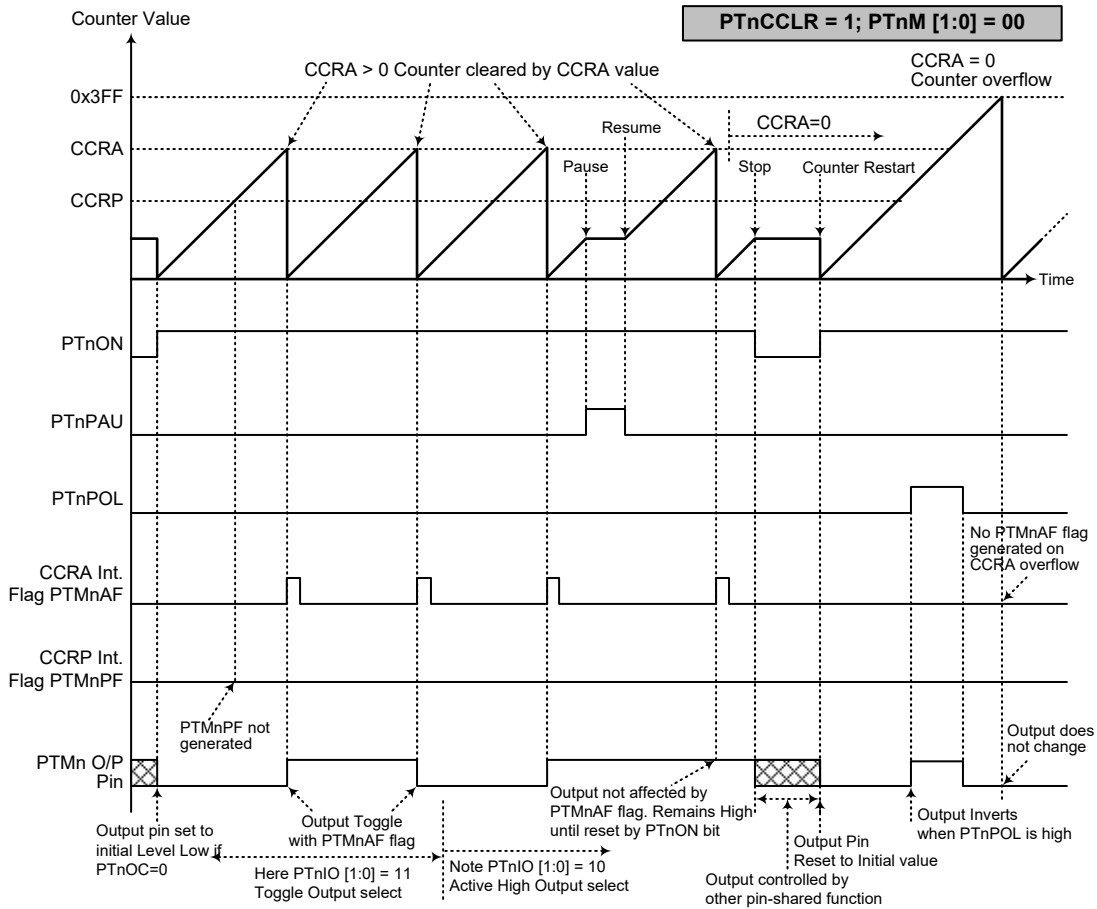 Counter Value
PTnCCLR = 1; PTnM [1:0] = 00
CCRA > 0 Counter cleared by CCRA value
CCRA = 0
Counter overflow
0x3FF
Resume
CCRA=0
CCRA
Pause
Stop
Counter Restart
CCRP
Time
PTnON
PTnPAU
PTnPOL
No PTMnAF flag
generated on
CCRA overflow
CCRA Int.
Flag PTMnAF
CCRP Int.
Flag PTMnPF
PTMnPF not
generated
Output does
not change
PTMn O/P
Pin
Output pin set to
initial Level Low if
PTnOC=0
Output Toggle
with PTMnAF flag
Output not affected by
PTMnAF flag. Remains High
until reset by PTnON bit
Output Inverts
when PTnPOL is high
Output Pin
Reset to Initial value
Here PTnIO [1:0] = 11
Toggle Output select
Note PTnIO [1:0] = 10
Active High Output select
Output controlled by
other pin-shared function